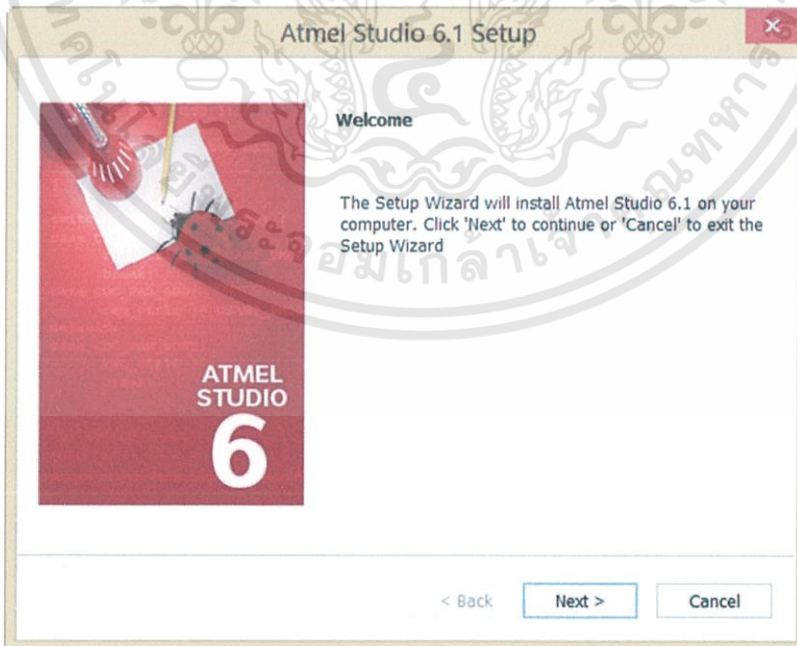 Atmel Studio 6.1 Setup
Welcome
The Setup Wizard will install Atmel Studio 6.1 on your
computer. Click 'Next' to continue or 'Cancel' to exit the
Setup Wizard
ATMEL
STUDIO
6
< Back
Next >
Cancel